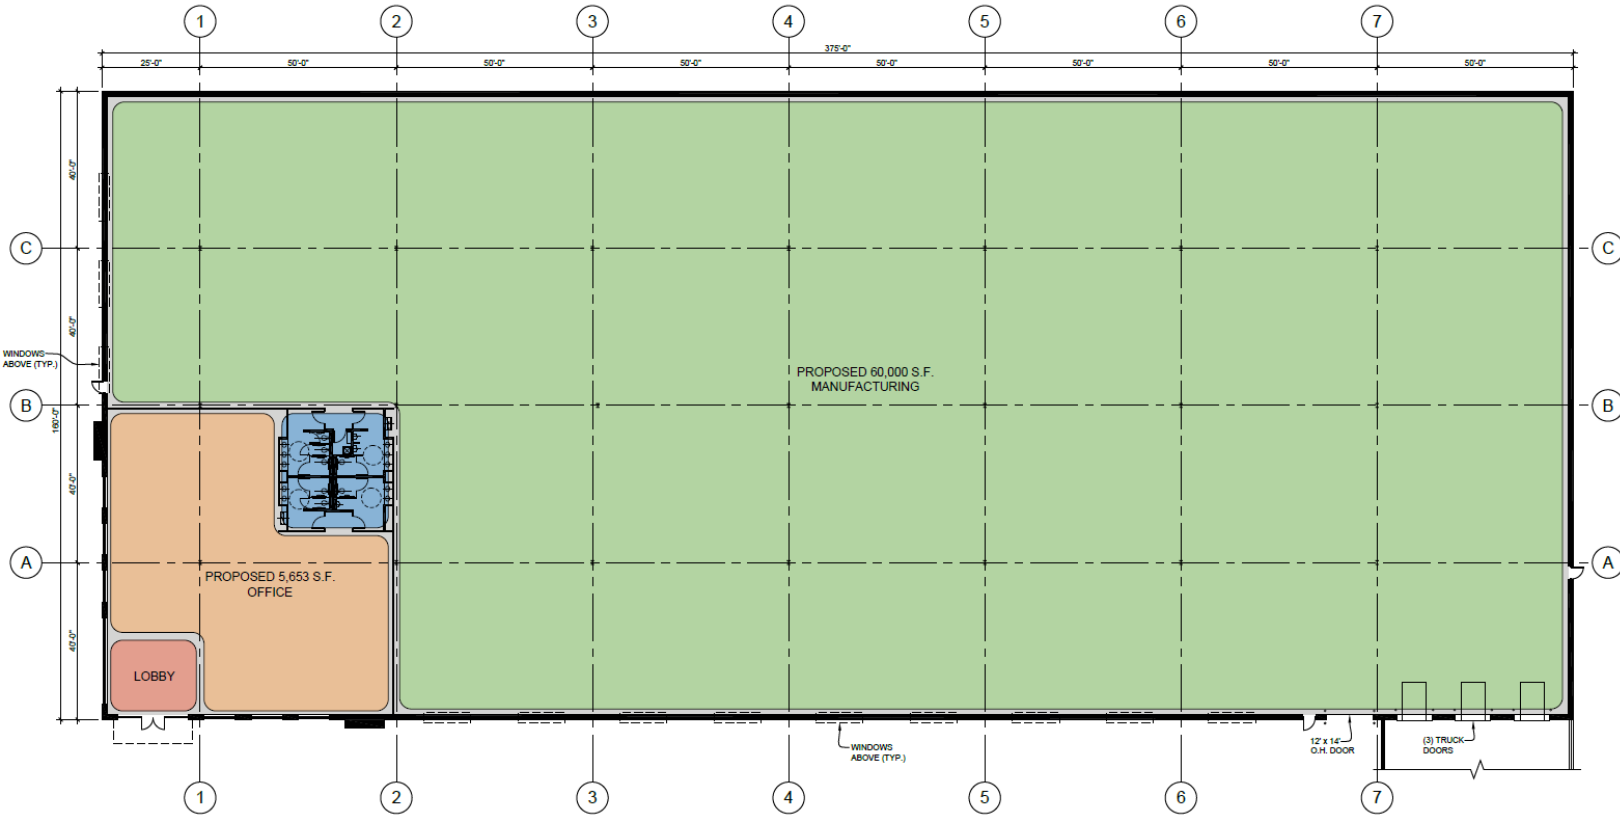 1 2 3 4 5 6 7
375'-0"
25'-0" 50'-0" 50'-0" 50'-0" 50'-0" 50'-0" 50'-0" 50'-0"
40'-0"
C C
40'-0"
WINDOWS
ABOVE (TYP.)
PROPOSED 60,000 S.F.
MANUFACTURING
B B
160'-0"
40'-0"
A A
PROPOSED 5,653 S.F.
OFFICE
40'-0"
LOBBY
WINDOWS
ABOVE (TYP.)
12' x 14'
O.H. DOOR
(3) TRUCK
DOORS
1 2 3 4 5 6 7